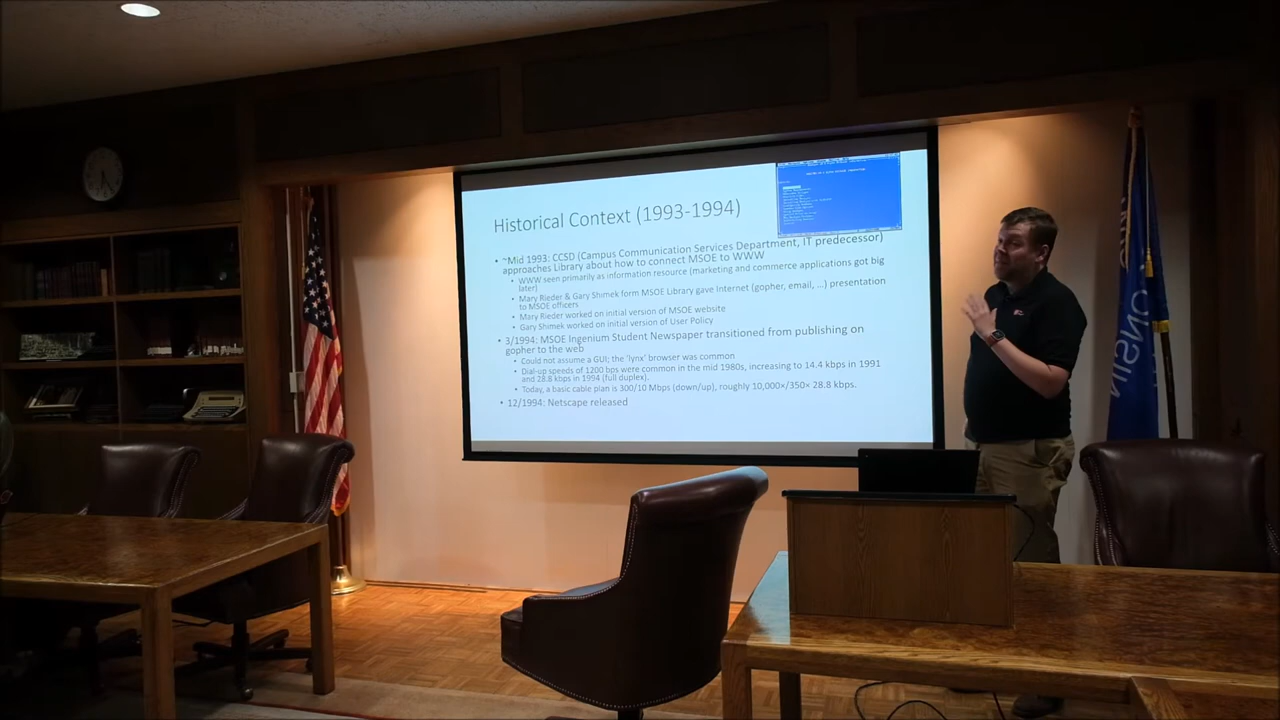 Historical Context (1993-1994)
• ~Mid 1993: CCSD (Campus Communication Services Department, IT predecessor)
approaches Library about how to connect MSOE to WWW
• WWW seen primarily as information resource (marketing and commerce applications got big
later)
• Mary Rieder & Gary Shimek form MSOE Library gave Internet (gopher, email, ...) presentation
to MSOE officers
• Mary Rieder worked on initial version of MSOE website
• Gary Shimek worked on initial version of User Policy
• 3/1994: MSOE Ingenium Student Newspaper transitioned from publishing on
gopher to the web
• Could not assume a GUI; the 'lynx' browser was common
• Dial-up speeds of 1200 bps were common in the mid 1980s, increasing to 14.4 kbps in 1991
and 28.8 kbps in 1994 (full duplex).
• Today, a basic cable plan is 300/10 Mbps (down/up), roughly 10,000×/350× 28.8 kbps.
• 12/1994: Netscape released
ONSIN